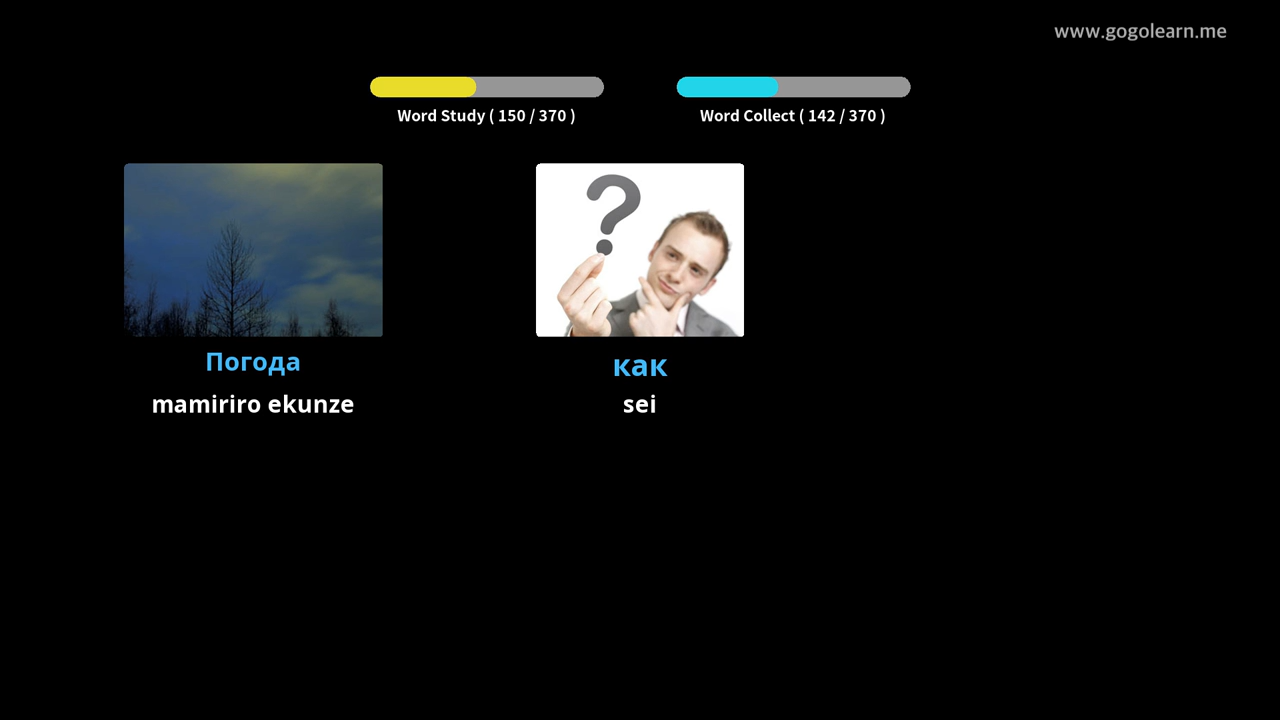 www.gogolearn.me
Word Study ( 150 / 370 )
Word Collect ( 142 / 370 )
Погода
mamiriro ekunze
как
sei